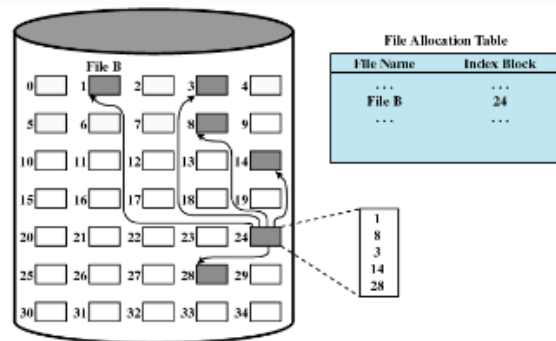 File Allocation Table
File Name Index Block
... ...
File B 24
... ...
File B
0 1 2 3 4
5 6 7 8 9
10 11 12 13 14
15 16 17 18 19
20 21 22 23 24
25 26 27 28 29
30 31 32 33 34
1
8
3
14
28